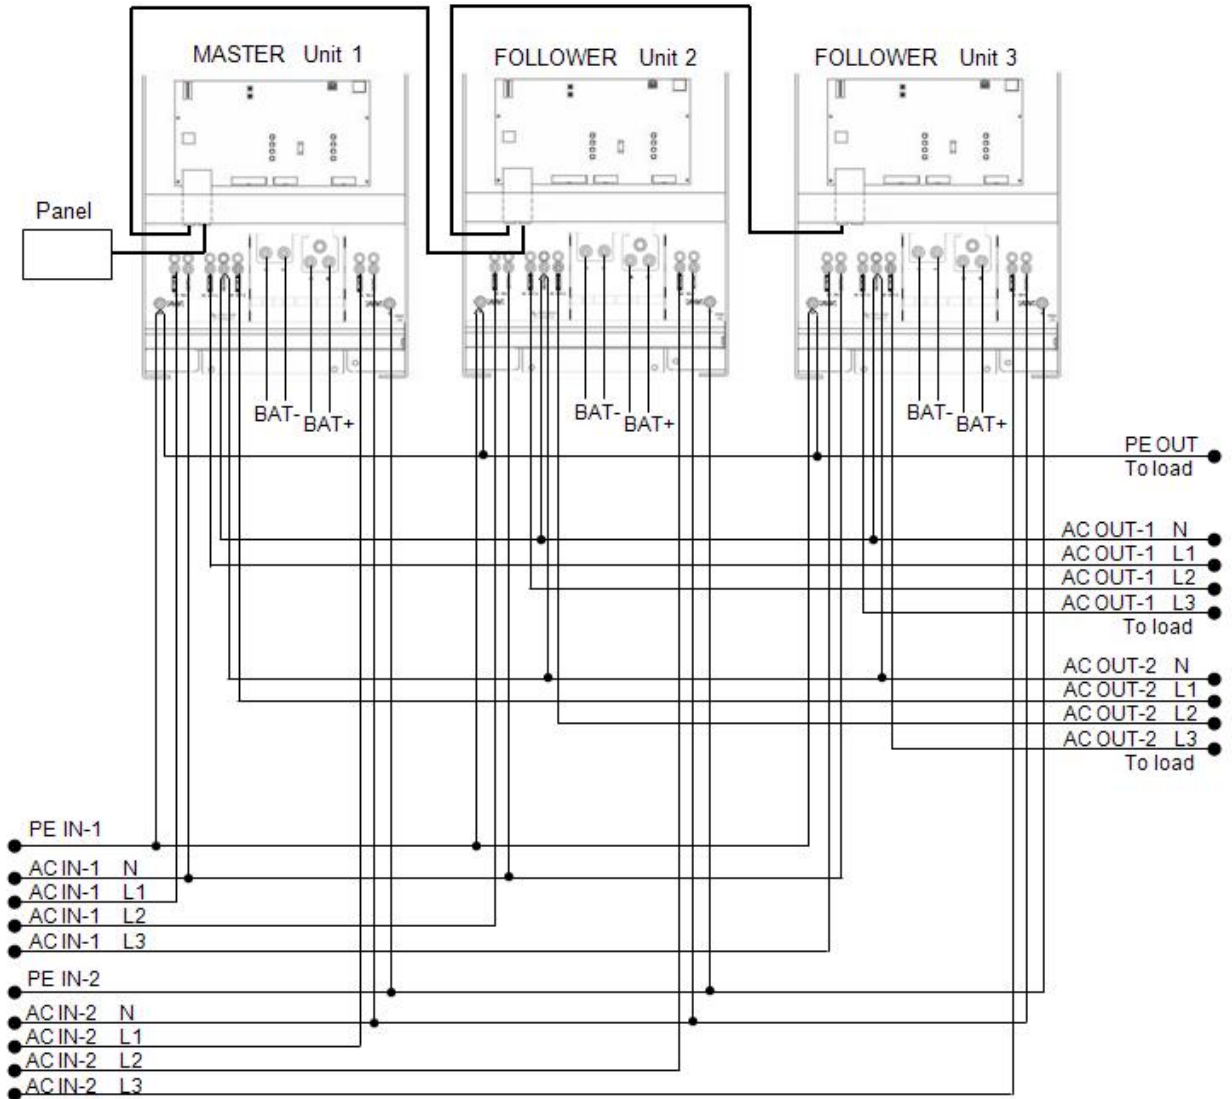 MASTER Unit 1
FOLLOWER Unit 2
FOLLOWER Unit 3
Panel
BAT-
BAT+
BAT-
BAT+
BAT-
BAT+
PE OUT
To load
AC OUT-1 N
AC OUT-1 L1
AC OUT-1 L2
AC OUT-1 L3
To load
AC OUT-2 N
AC OUT-2 L1
AC OUT-2 L2
AC OUT-2 L3
To load
PE IN-1
AC IN-1 N
AC IN-1 L1
AC IN-1 L2
AC IN-1 L3
PE IN-2
AC IN-2 N
AC IN-2 L1
AC IN-2 L2
AC IN-2 L3